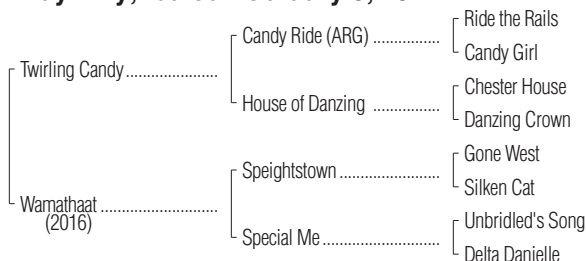 Ride the Rails
Candy Ride (ARG)
Candy Girl
Twirling Candy
Chester House
House of Danzing
Danzing Crown
Gone West
Speightstown
Silken Cat
Wamathaat
(2016)
Unbridled's Song
Special Me
Delta Danielle